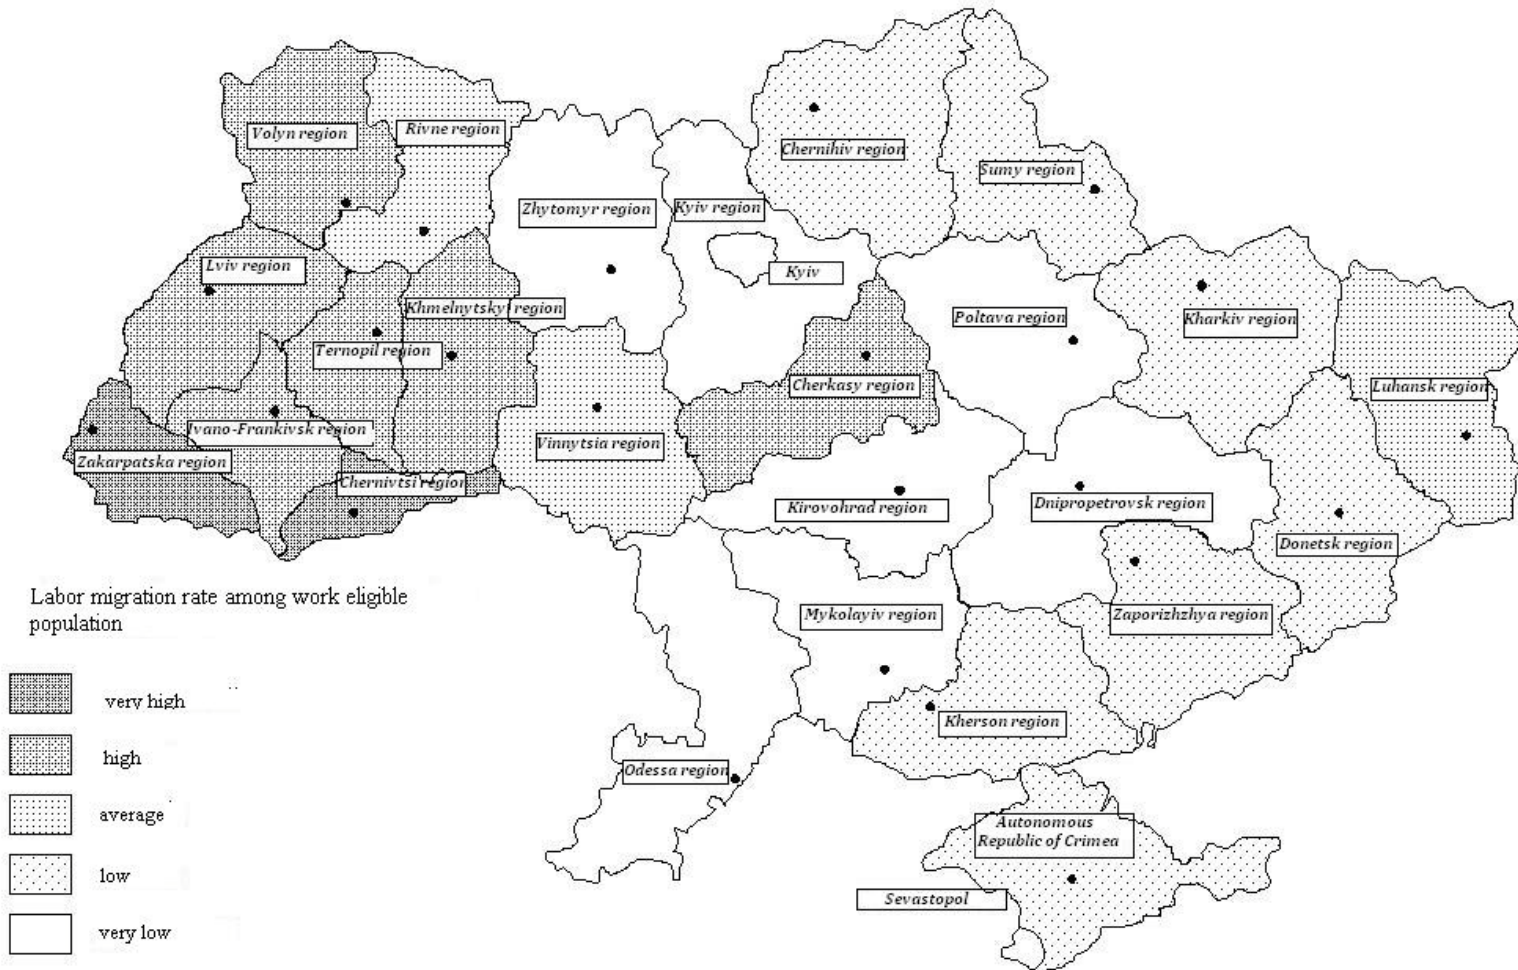 Volyn region
Rivne region
Chernihiv region
Sumy region
Zhytomyr region
Kyiv region
Lviv region
Kyiv
Khmelnytskyi region
Poltava region
Kharkiv region
Ternopil region
Cherkasy region
Luhansk region
Ivano-Frankivsk region
Vinnytsia region
Zakarpatska region
Chernivtsi region
Kirovohrad region
Dnipropetrovsk region
Donetsk region
Mykolayiv region
Zaporizhzhya region
Kherson region
Odessa region
Autonomous
Republic of Crimea
Sevastopol
Labor migration rate among work eligible
population
very high
high
average
low
very low